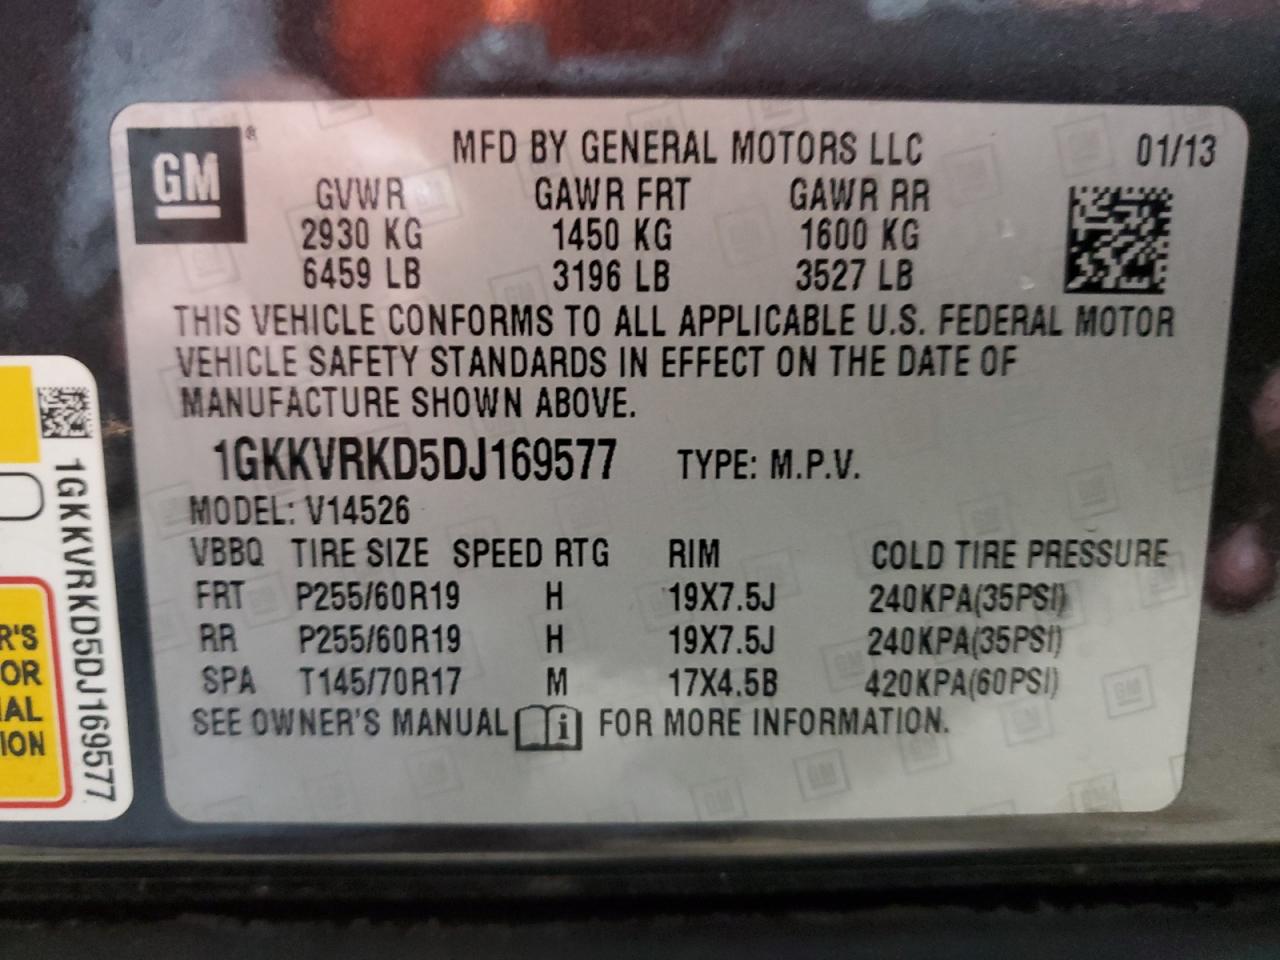 GM ®
MFD BY GENERAL MOTORS LLC 01/13
GVWR GAWR FRT GAWR RR
2930 KG 1450 KG 1600 KG
6459 LB 3196 LB 3527 LB
THIS VEHICLE CONFORMS TO ALL APPLICABLE U.S. FEDERAL MOTOR
VEHICLE SAFETY STANDARDS IN EFFECT ON THE DATE OF
MANUFACTURE SHOWN ABOVE.
1GKKVRKD5DJ169577 TYPE: M.P.V.
MODEL: V14526
VBBQ TIRE SIZE SPEED RTG RIM COLD TIRE PRESSURE
FRT P255/60R19 H 19X7.5J 240KPA(35PSI)
RR P255/60R19 H 19X7.5J 240KPA(35PSI)
SPA T145/70R17 M 17X4.5B 420KPA(60PSI)
SEE OWNER'S MANUAL i FOR MORE INFORMATION.
1GKKVRKD5DJ169577
R'S
OR
IAL
ION